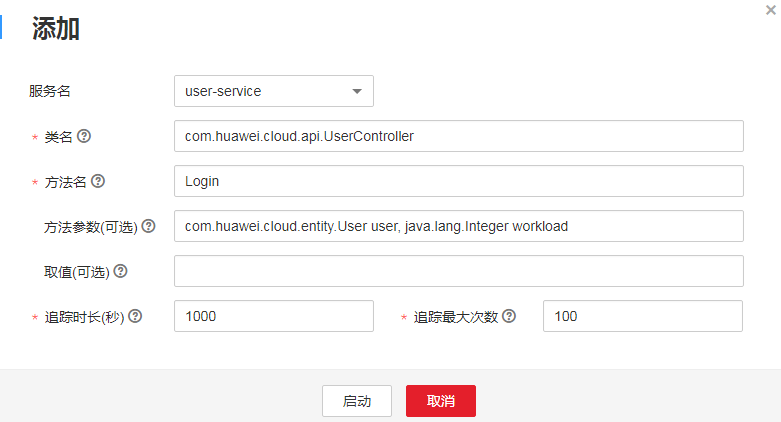 添加
服务名 user-service
* 类名 com.huawei.cloud.api.UserController
* 方法名 Login
方法参数(可选) com.huawei.cloud.entity.User user, java.lang.Integer workload
取值(可选)
* 追踪时长(秒) 1000 * 追踪最大次数 100
启动 取消